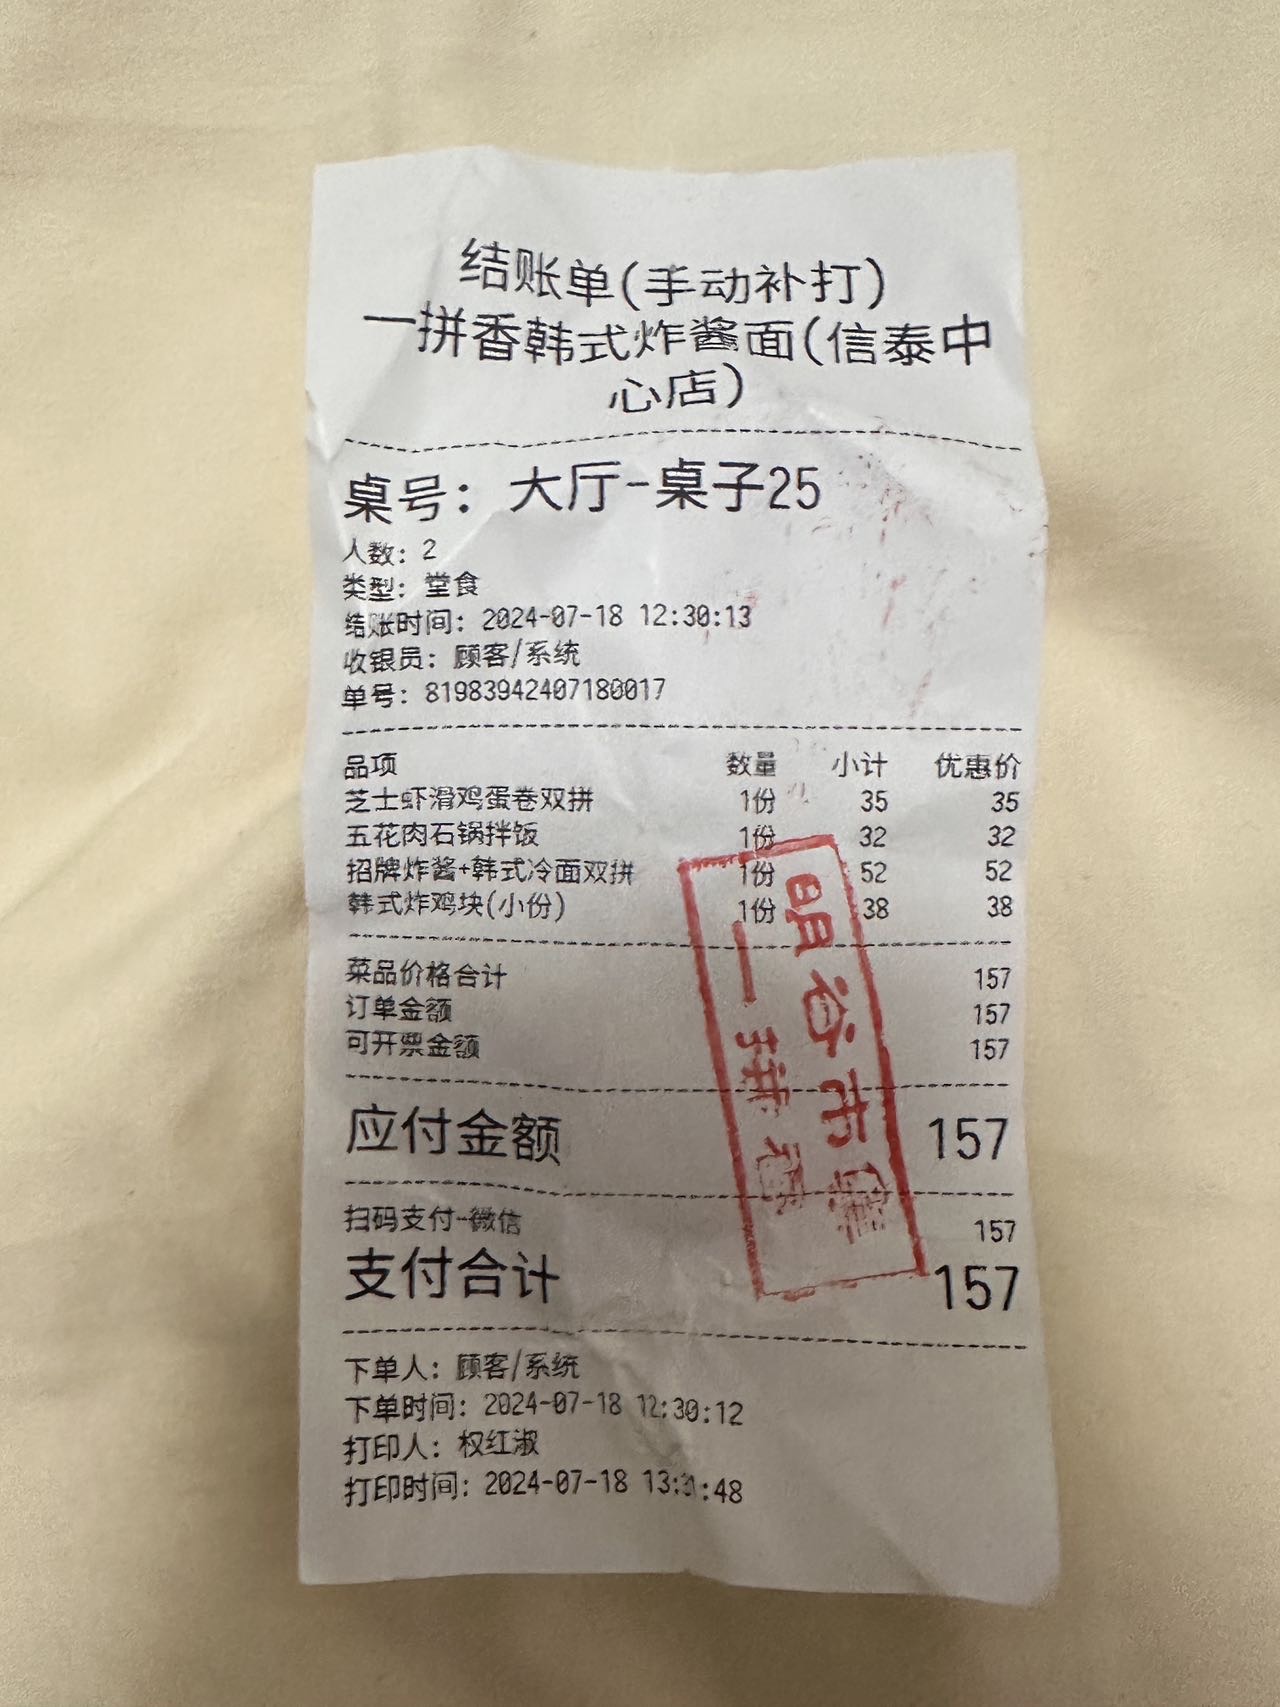 结账单(手动补打)
一拼香韩式炸酱面(信泰中
心店)
桌号: 大厅-桌子25
人数: 2
类型: 堂食
结账时间: 2024-07-18 12:30:13
收银员: 顾客/系统
单号: 81983942407180017
品项 数量 小计 优惠价
芝士虾滑鸡蛋卷双拼 1份 35 35
五花肉石锅拌饭 1份 32 32
招牌炸酱+韩式冷面双拼 1份 52 52
韩式炸鸡块(小份) 1份 38 38
菜品价格合计 157
订单金额 157
可开票金额 157
应付金额 157
扫码支付-微信 157
支付合计 157
下单人: 顾客/系统
下单时间: 2024-07-18 12:30:12
打印人: 权红淑
打印时间: 2024-07-18
一拼